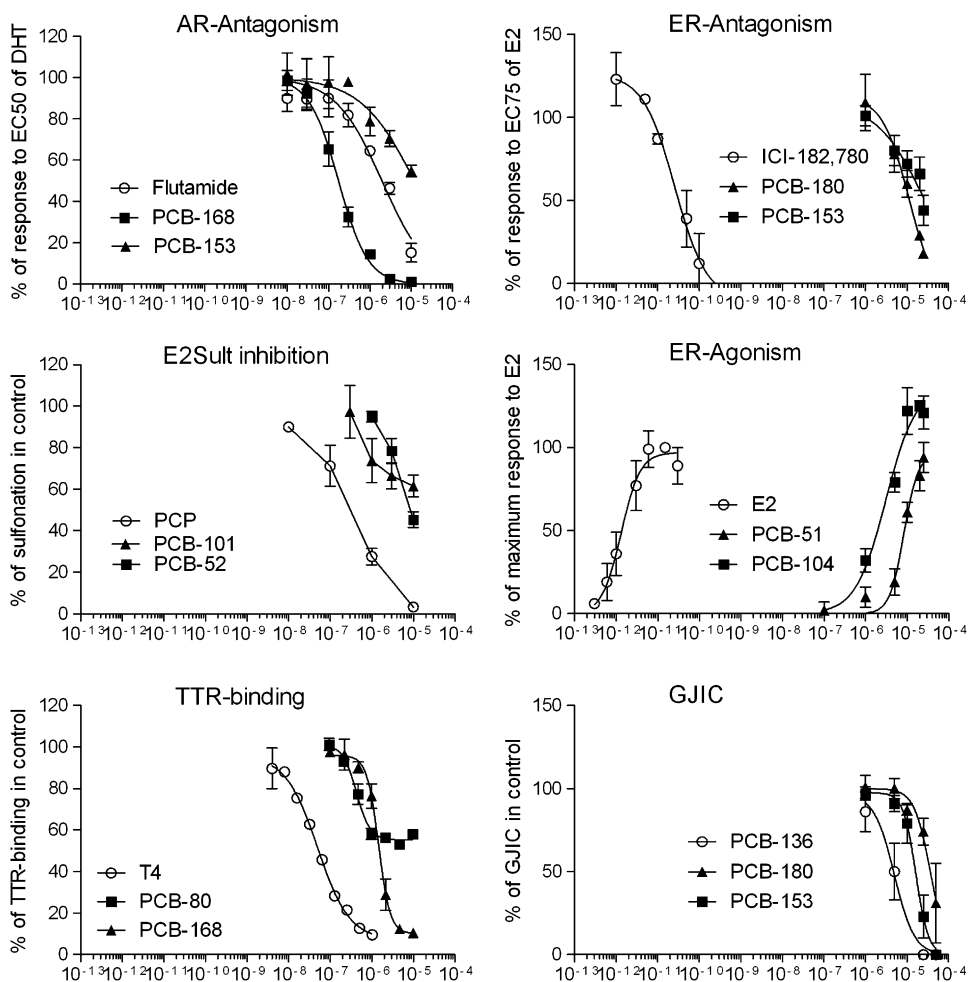 AR-Antagonism
% of response to EC50 of DHT
120
100
80
60
40
20
0
Flutamide
PCB-168
PCB-153
10-13 10-12 10-11 10-10 10-9 10-8 10-7 10-6 10-5 10-4
ER-Antagonism
% of response to EC75 of E2
150
100
50
0
ICI-182,780
PCB-180
PCB-153
10-13 10-12 10-11 10-10 10-9 10-8 10-7 10-6 10-5 10-4
E2Sult inhibition
% of sulfonation in control
120
100
80
60
40
20
0
PCP
PCB-101
PCB-52
10-13 10-12 10-11 10-10 10-9 10-8 10-7 10-6 10-5 10-4
ER-Agonism
% of maximum response to E2
150
100
50
0
E2
PCB-51
PCB-104
10-13 10-12 10-11 10-10 10-9 10-8 10-7 10-6 10-5 10-4
TTR-binding
% of TTR-binding in control
120
100
80
60
40
20
0
T4
PCB-80
PCB-168
10-13 10-12 10-11 10-10 10-9 10-8 10-7 10-6 10-5 10-4
GJIC
% of GJIC in control
150
100
50
0
PCB-136
PCB-180
PCB-153
10-13 10-12 10-11 10-10 10-9 10-8 10-7 10-6 10-5 10-4